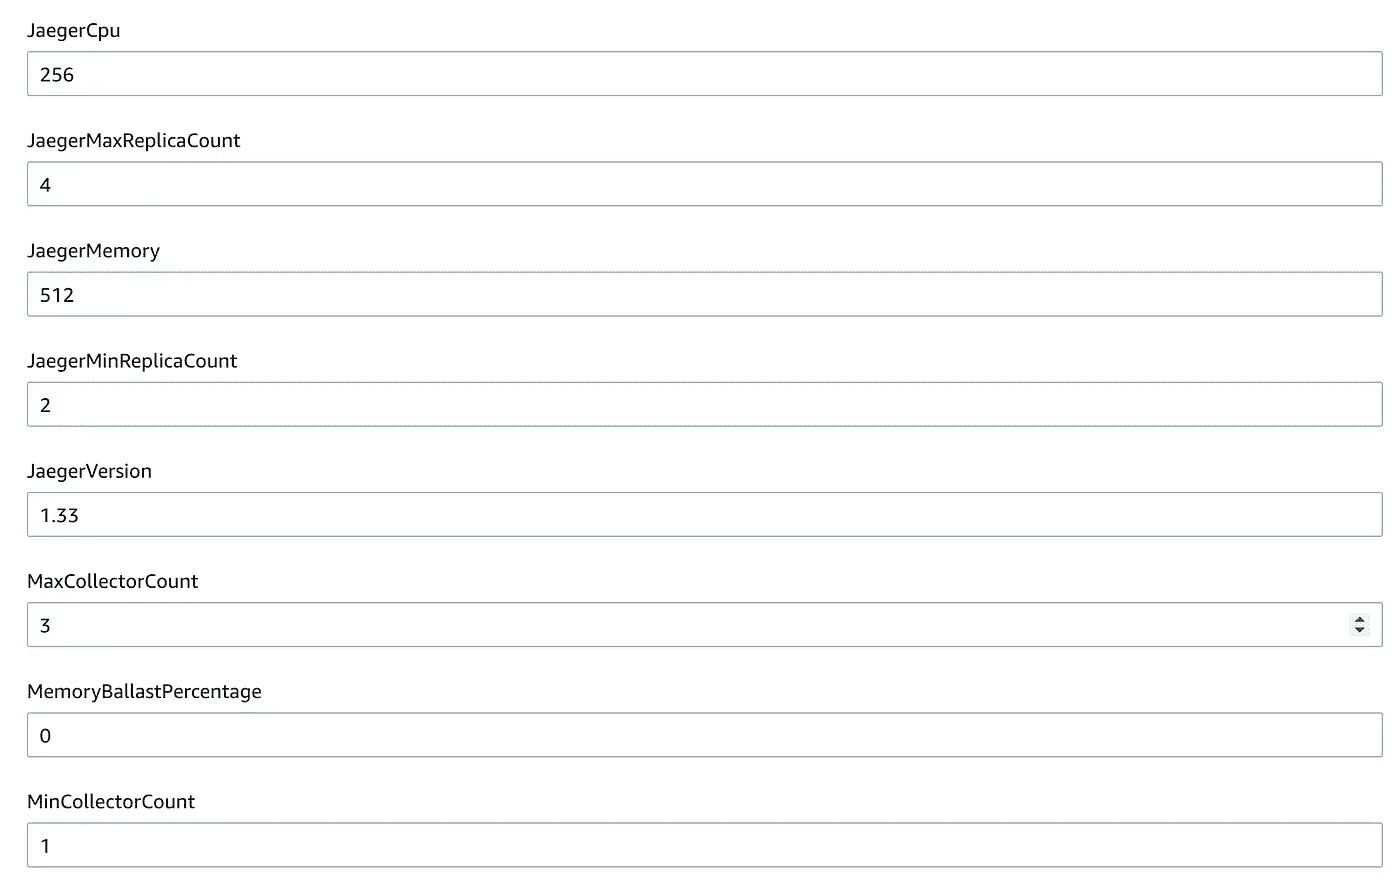 JaegerCpu
256
JaegerMaxReplicaCount
4
JaegerMemory
512
JaegerMinReplicaCount
2
JaegerVersion
1.33
MaxCollectorCount
3
MemoryBallastPercentage
0
MinCollectorCount
1